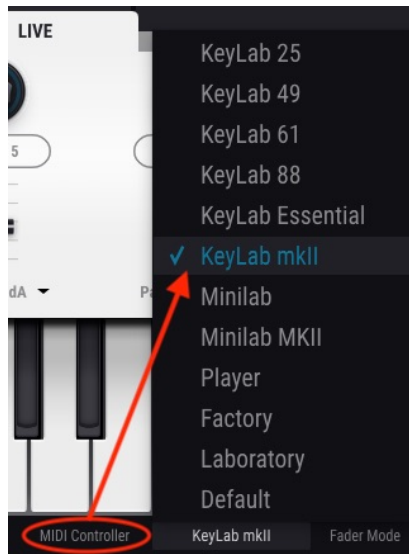 LIVE
KeyLab 25
KeyLab 49
5
KeyLab 61
KeyLab 88
KeyLab Essential
✓ KeyLab mkII
dA
Pa
Minilab
Minilab MKII
Player
Factory
Laboratory
Default
MIDI Controller KeyLab mkII Fader Mode